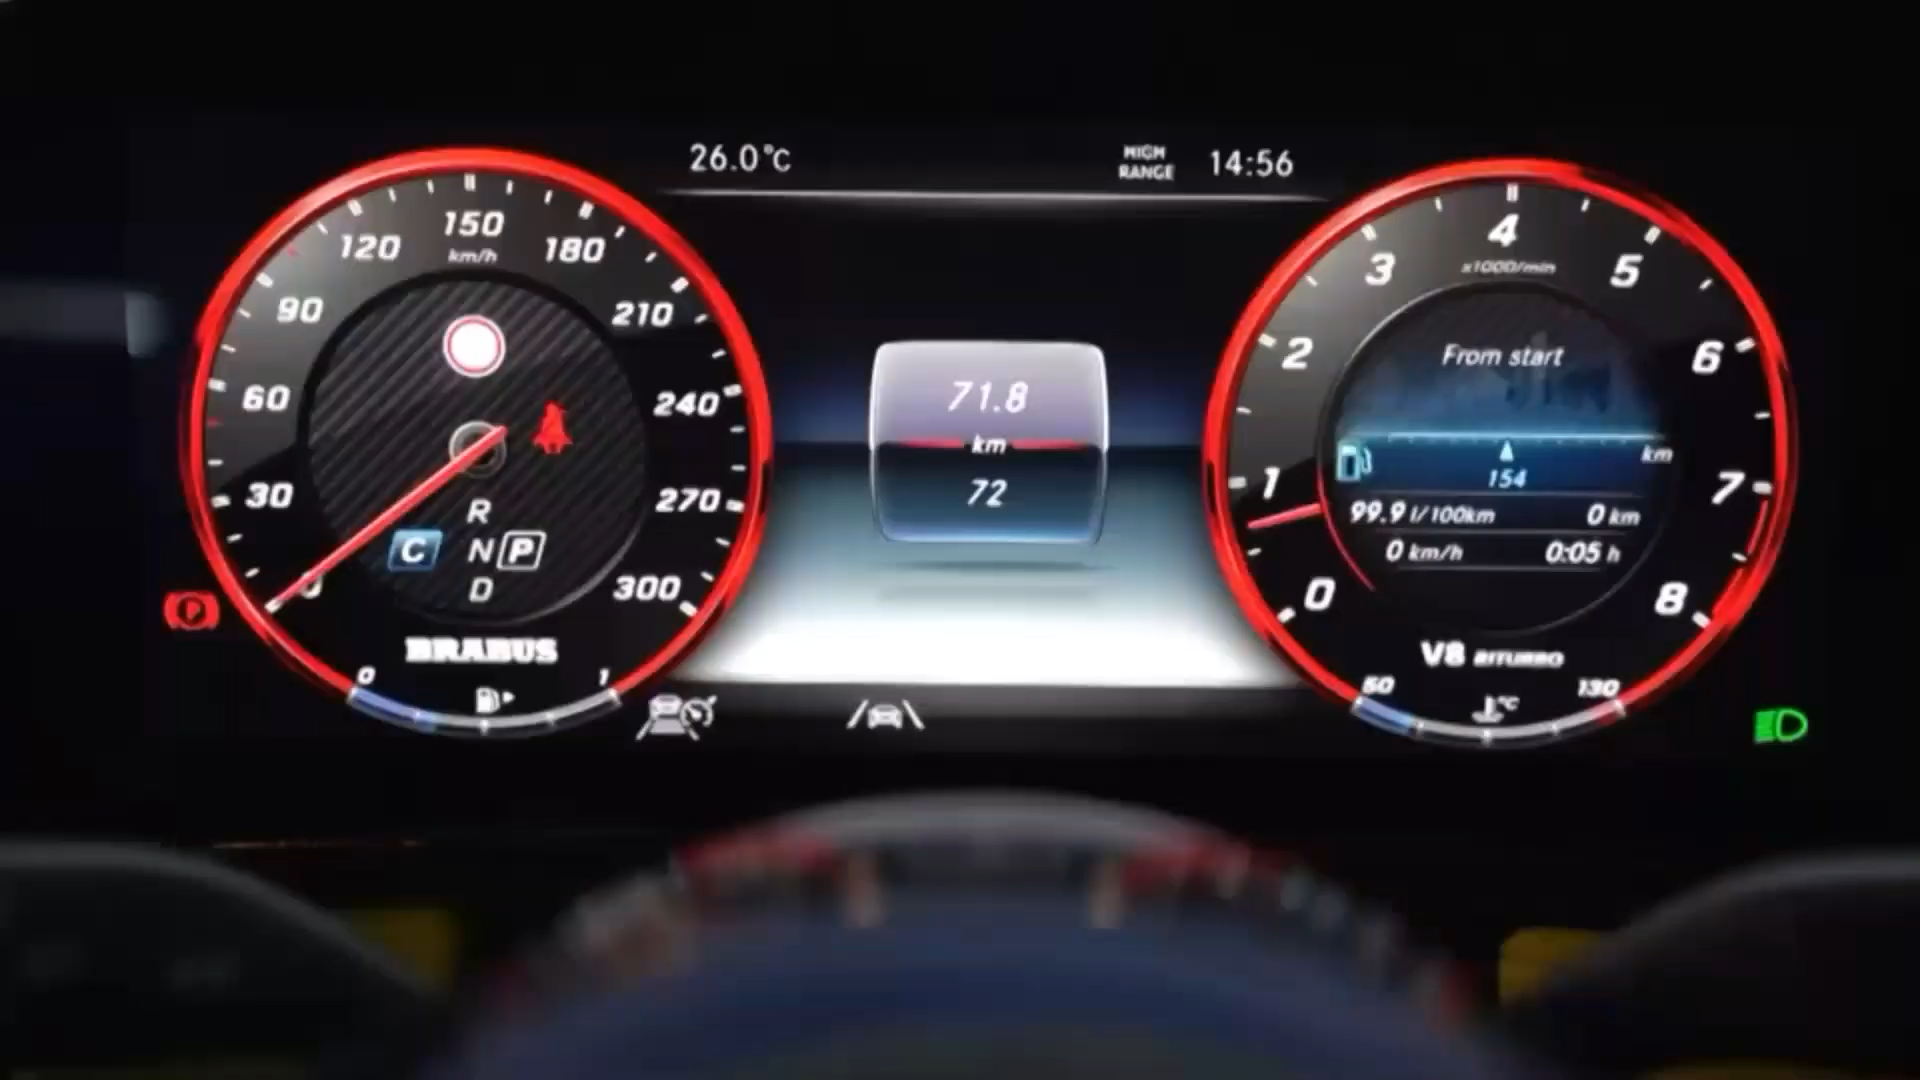 26.0°C
HIGH
RANGE
14:56
150
km/h
120
180
90
210
60
240
30
270
0
300
R
C
N P
D
BRABUS
0
1
P
71.8
km
72
4
x1000/min
3
5
2
6
1
7
0
8
From start
km
154
99.9 l/100km 0 km
0 km/h 0:05 h
V8 BITURBO
50
130
°C